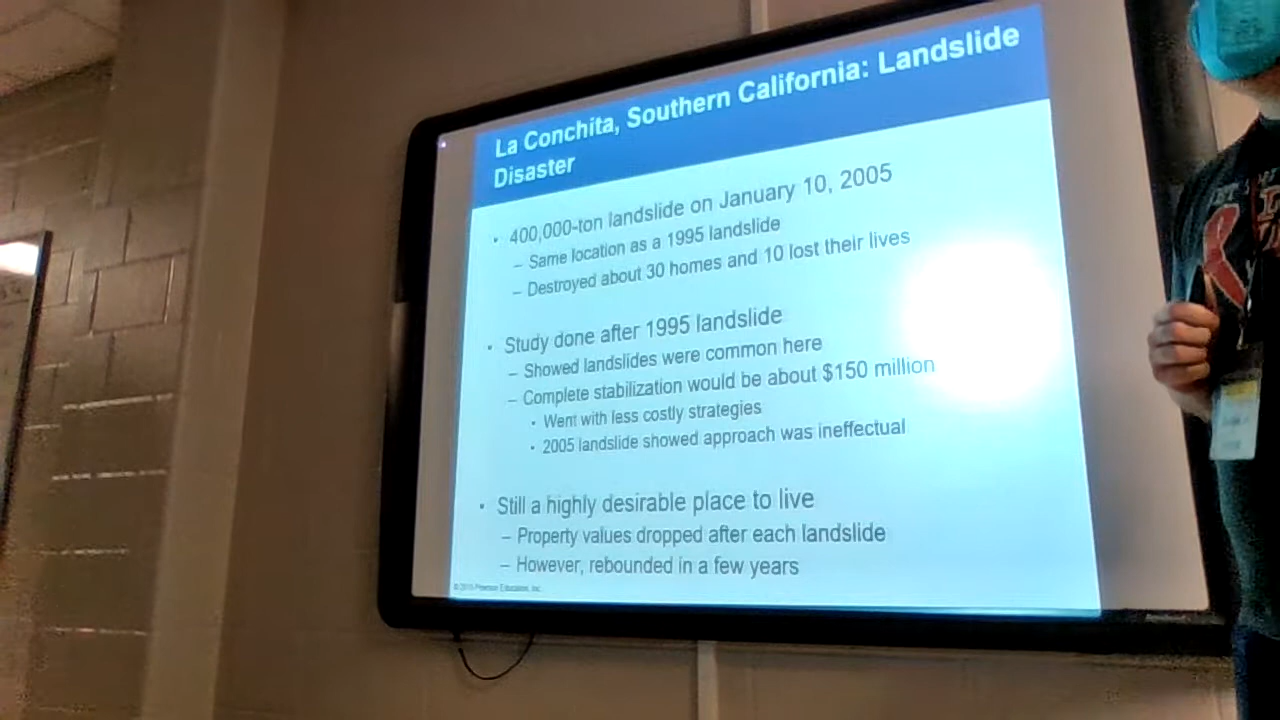 La Conchita, Southern California: Landslide
Disaster
• 400,000-ton landslide on January 10, 2005
– Same location as a 1995 landslide
– Destroyed about 30 homes and 10 lost their lives
• Study done after 1995 landslide
– Showed landslides were common here
– Complete stabilization would be about $150 million
• Went with less costly strategies
• 2005 landslide showed approach was ineffectual
• Still a highly desirable place to live
– Property values dropped after each landslide
– However, rebounded in a few years
Pearson Education, Inc.